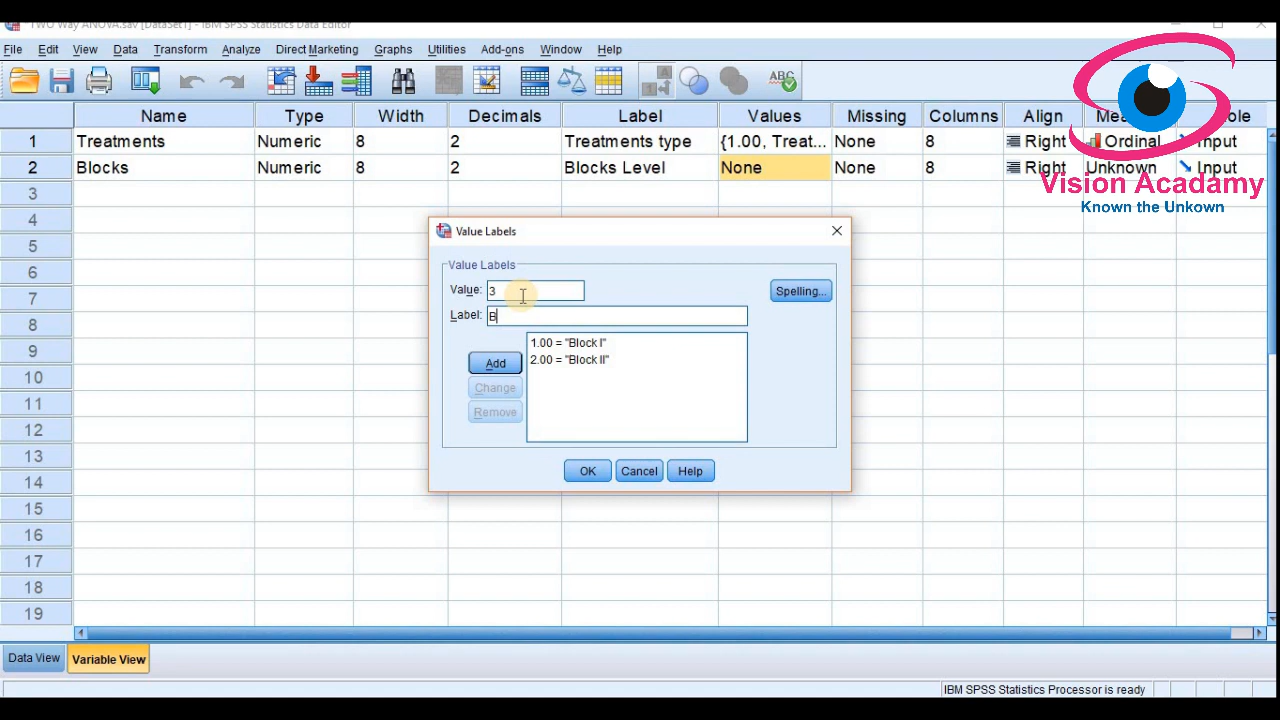 TWO Way ANOVA.sav [DataSet1] - IBM SPSS Statistics Data Editor
File Edit View Data Transform Analyze Direct Marketing Graphs Utilities Add-ons Window Help
A
1 4
ABC
Name Type Width Decimals Label Values Missing Columns Align
1 Treatments Numeric 8 2 Treatments type {1.00, Treat... None 8 Right Ordinal Input
2 Blocks Numeric 8 2 Blocks Level None None 8 Right Unknown Input
Vision Acadamy
Known the Unkown
3
4
5
6
7
8
9
10
11
12
13
14
15
16
17
18
19
Value Labels
Value Labels
Value: 3
Spelling...
Label: B
1.00 = "Block I"
2.00 = "Block II"
Add
Change
Remove
OK Cancel Help
Data View Variable View
IBM SPSS Statistics Processor is ready